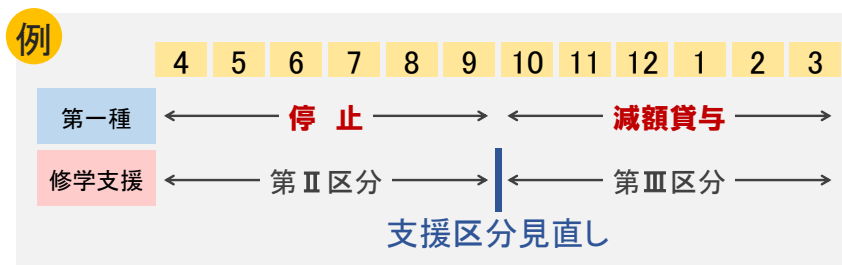 例
4 5 6 7 8 9 10 11 12 1 2 3
第一種 停止 減額貸与
修学支援 第Ⅱ区分 第Ⅲ区分
支援区分見直し